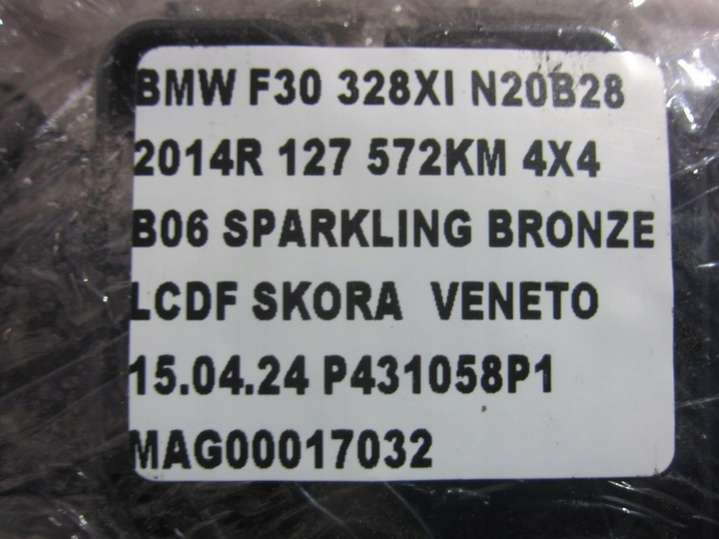 BMW F30 328XI N20B28
2014R 127 572KM 4X4
B06 SPARKLING BRONZE
LCDF SKORA VENETO
15.04.24 P431058P1
MAG00017032